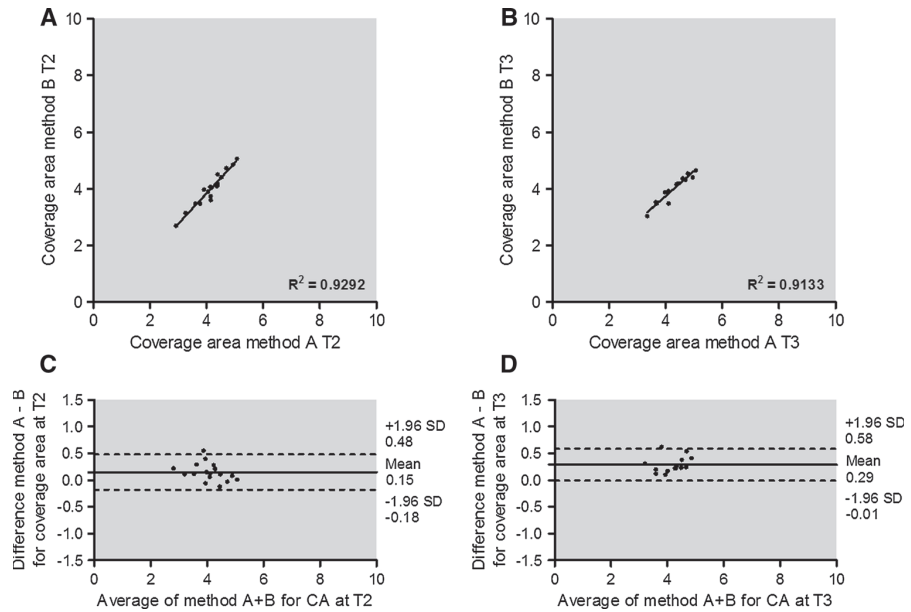 A
10
8
6
4
2
0
Coverage area method B T2
R² = 0.9292
0 2 4 6 8 10
Coverage area method A T2
B
10
8
6
4
2
0
Coverage area method B T3
R² = 0.9133
0 2 4 6 8 10
Coverage area method A T3
C
Difference method A - B
for coverage area at T2
1.5
1.0
0.5
0.0
-0.5
-1.0
-1.5
+1.96 SD
0.48
Mean
0.15
-1.96 SD
-0.18
0 2 4 6 8 10
Average of method A+B for CA at T2
D
Difference method A - B
for coverage area at T3
1.5
1.0
0.5
0.0
-0.5
-1.0
-1.5
+1.96 SD
0.58
Mean
0.29
-1.96 SD
-0.01
0 2 4 6 8 10
Average of method A+B for CA at T3